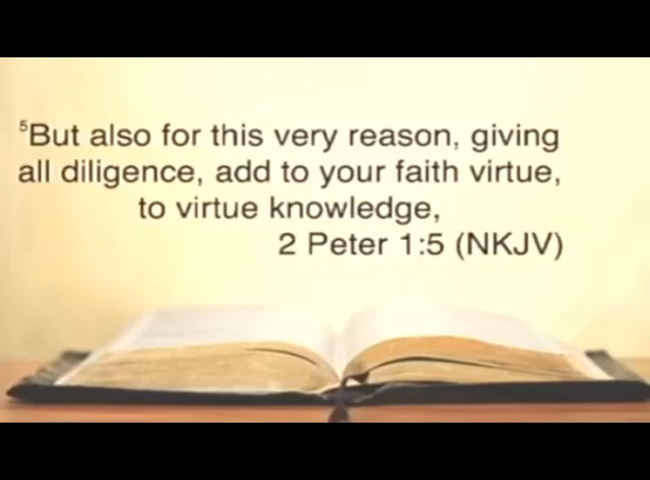 ⁵But also for this very reason, giving
all diligence, add to your faith virtue,
to virtue knowledge,
2 Peter 1:5 (NKJV)